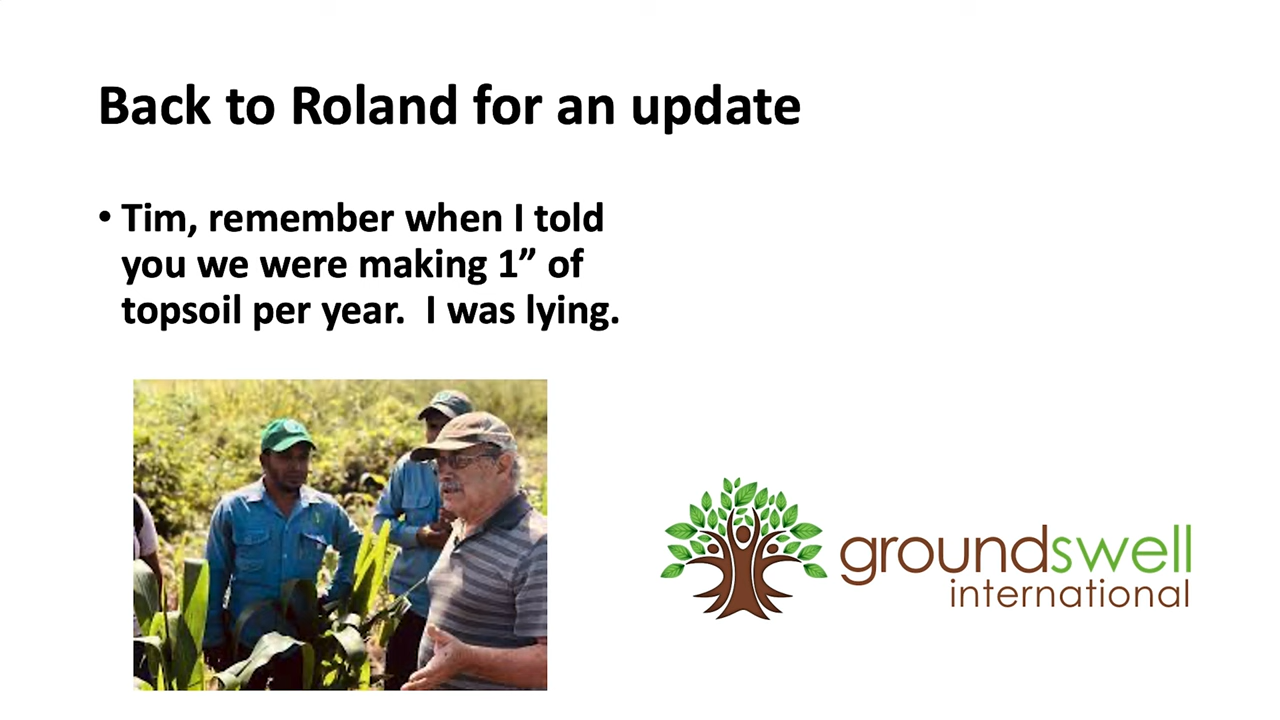 Back to Roland for an update
• Tim, remember when I told
you we were making 1” of
topsoil per year.  I was lying.
groundswell
international